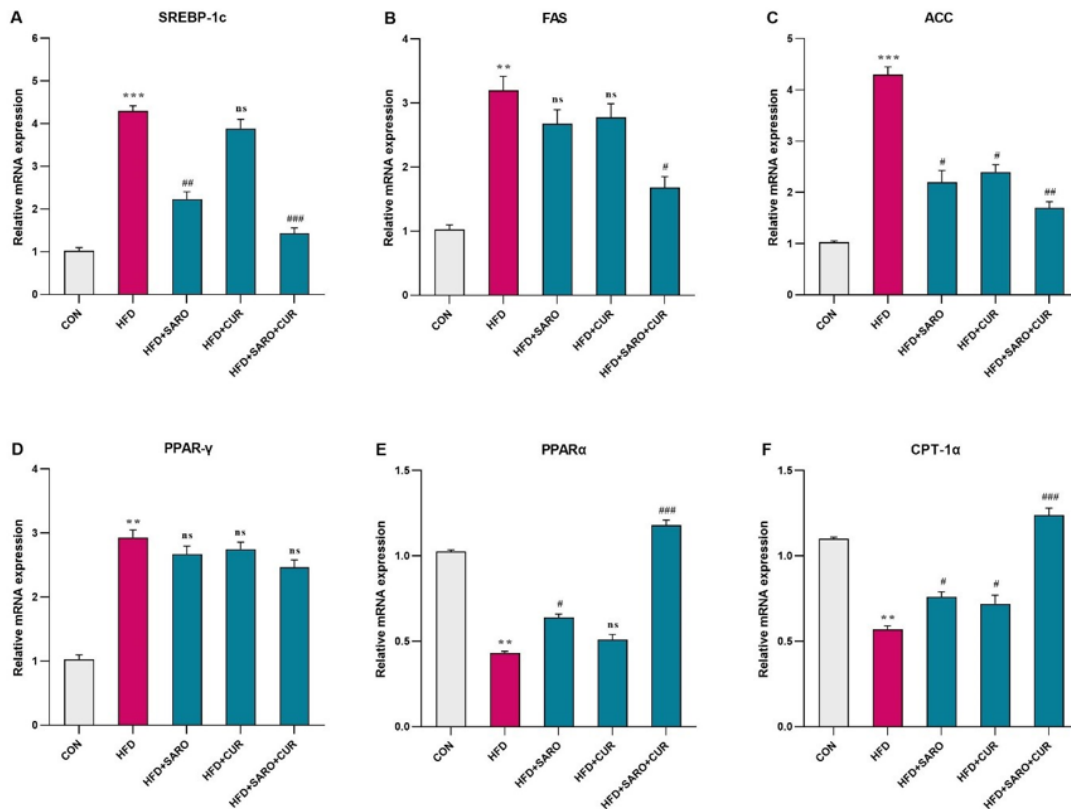 A
SREBP-1c
Relative mRNA expression
6
5
4
3
2
1
0
***
##
ns
###
CON
HFD
HFD+SARO
HFD+CUR
HFD+SARO+CUR
B
FAS
Relative mRNA expression
4
3
2
1
0
**
ns
ns
#
CON
HFD
HFD+SARO
HFD+CUR
HFD+SARO+CUR
C
ACC
Relative mRNA expression
5
4
3
2
1
0
***
#
#
##
CON
HFD
HFD+SARO
HFD+CUR
HFD+SARO+CUR
D
PPAR-γ
Relative mRNA expression
4
3
2
1
0
**
ns
ns
ns
CON
HFD
HFD+SARO
HFD+CUR
HFD+SARO+CUR
E
PPARα
Relative mRNA expression
1.5
1.0
0.5
0.0
**
#
ns
###
CON
HFD
HFD+SARO
HFD+CUR
HFD+SARO+CUR
F
CPT-1α
Relative mRNA expression
1.5
1.0
0.5
0.0
**
#
#
###
CON
HFD
HFD+SARO
HFD+CUR
HFD+SARO+CUR